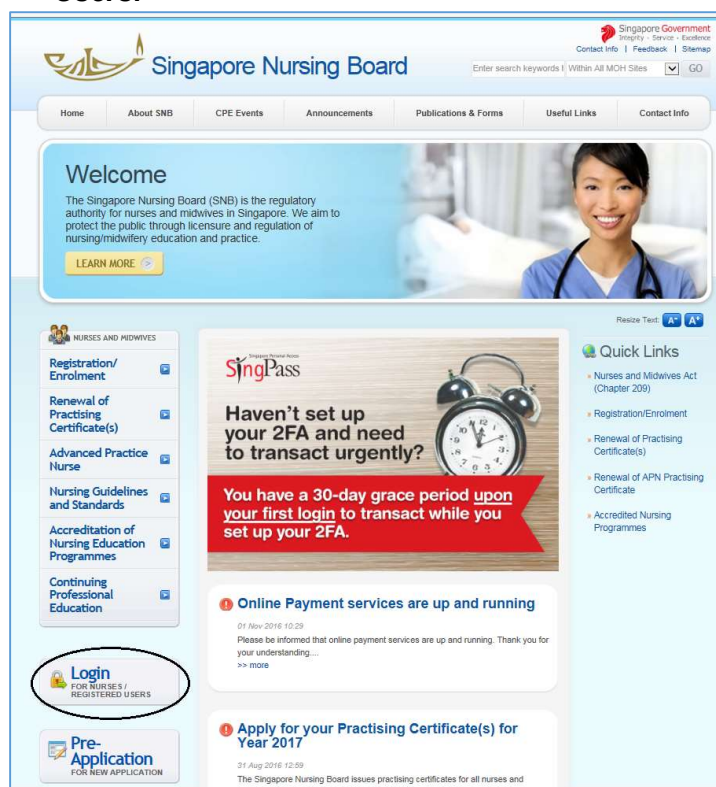 Singapore Government
Integrity · Service · Excellence
Contact Info | Feedback | Sitemap
Singapore Nursing Board
Enter search keywords
Within All MOH Sites
GO
Home
About SNB
CPE Events
Announcements
Publications & Forms
Useful Links
Contact Info
Welcome
The Singapore Nursing Board (SNB) is the regulatory
authority for nurses and midwives in Singapore. We aim to
protect the public through licensure and regulation of
nursing/midwifery education and practice.
LEARN MORE
Resize Text: A- A+
NURSES AND MIDWIVES
Registration/
Enrolment
Renewal of
Practising
Certificate(s)
Advanced Practice
Nurse
Nursing Guidelines
and Standards
Accreditation of
Nursing Education
Programmes
Continuing
Professional
Education
Login
FOR NURSES /
REGISTERED USERS
Pre-
Application
FOR NEW APPLICATION
Singapore Personal Access
SingPass
Haven't set up
your 2FA and need
to transact urgently?
12
You have a 30-day grace period upon
your first login to transact while you
set up your 2FA.
Online Payment services are up and running
01 Nov 2016 10:29
Please be informed that online payment services are up and running. Thank you for
your understanding....
>> more
Apply for your Practising Certificate(s) for
Year 2017
31 Aug 2016 12:59
The Singapore Nursing Board issues practising certificates for all nurses and
Quick Links
» Nurses and Midwives Act
(Chapter 209)
» Registration/Enrolment
» Renewal of Practising
Certificate(s)
» Renewal of APN Practising
Certificate
» Accredited Nursing
Programmes